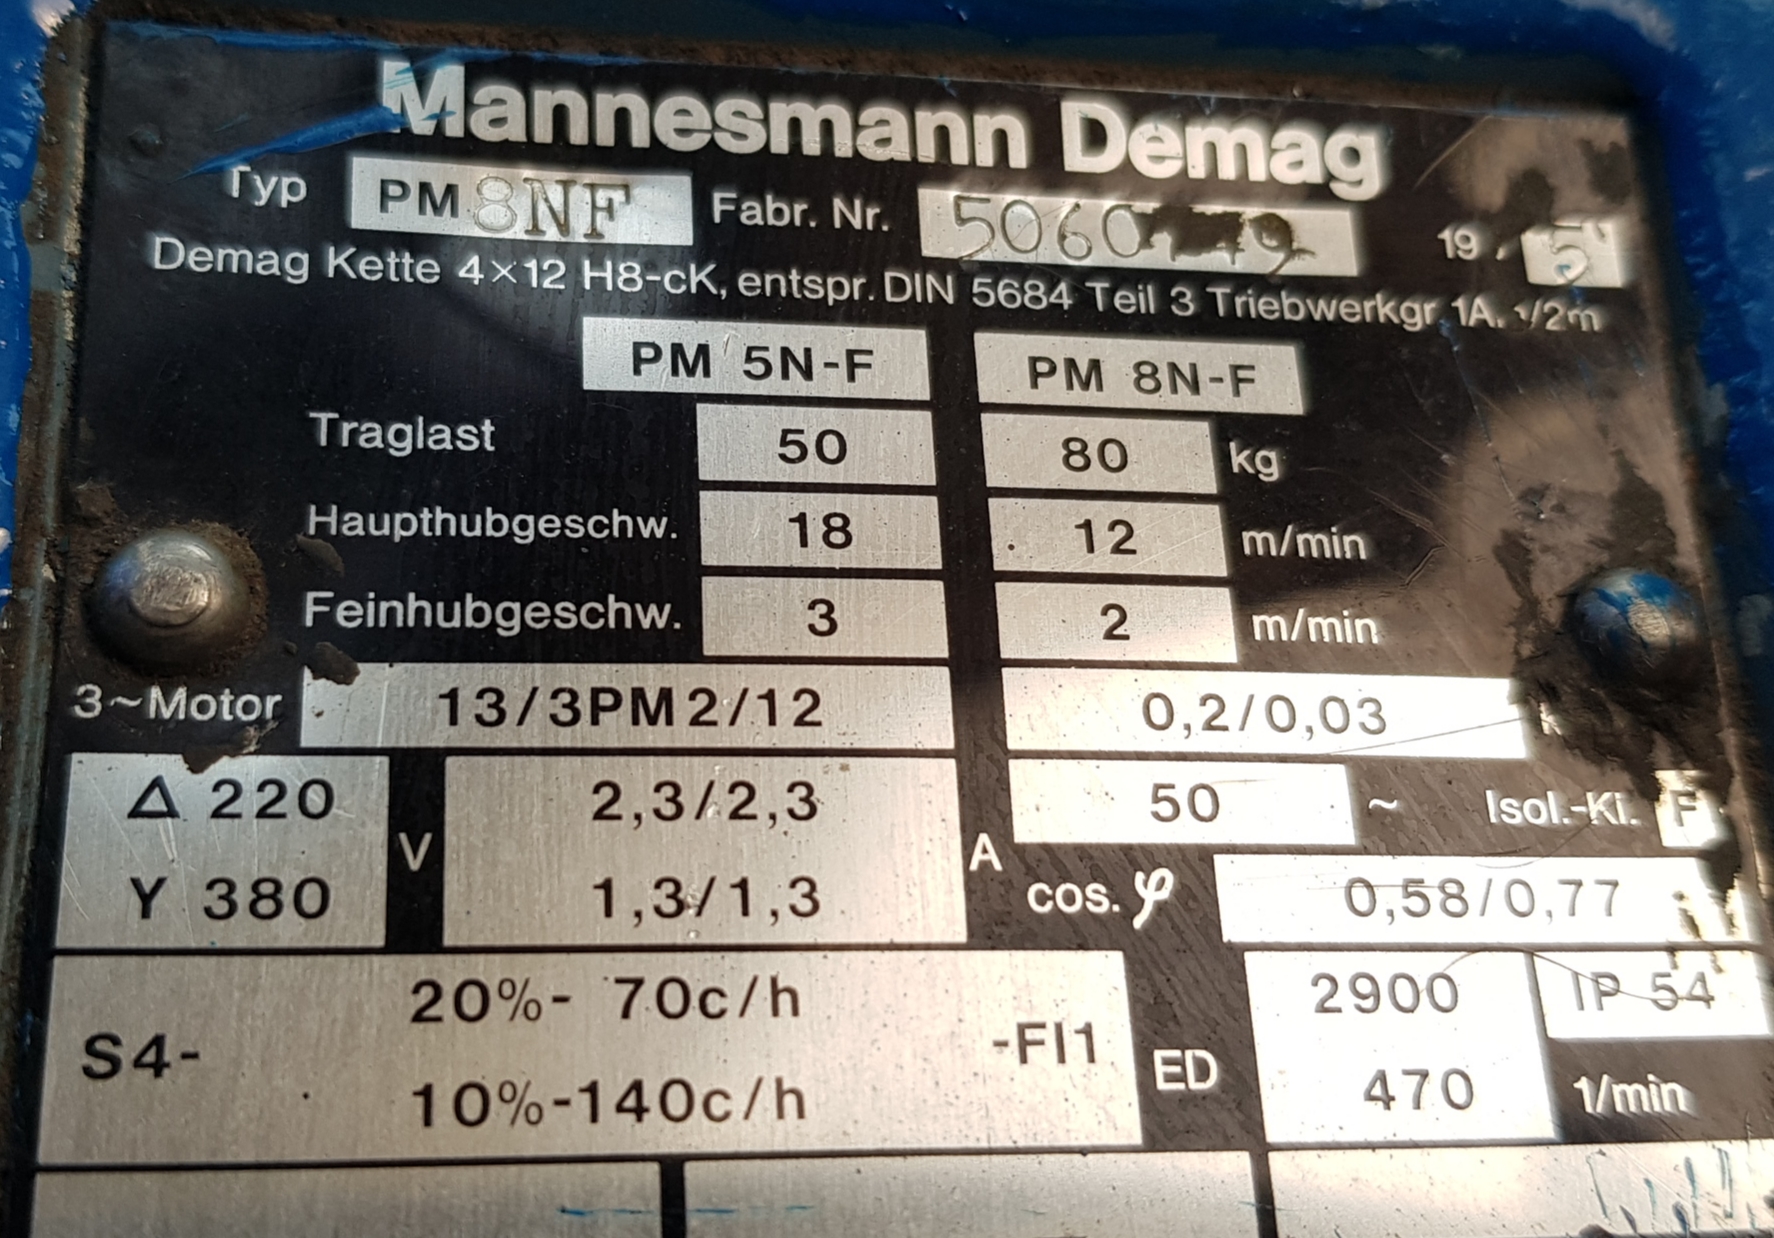 Mannesmann Demag
Typ PM 8NF Fabr. Nr. 19
Demag Kette 4×12 H8-cK, entspr. DIN 5684 Teil 3 Triebwerkgr. 1A. 1/2m
PM 5N-F PM 8N-F
Traglast 50 80 kg
Haupthubgeschw. 18 12 m/min
Feinhubgeschw. 3 2 m/min
3~Motor 13/3PM2/12 0,2/0,03
Δ 220 2,3/2,3 50 ~ Isol.-Kl. F
V A
Y 380 1,3/1,3 cos. φ 0,58/0,77
20%- 70c/h 2900 IP 54
S4- -FI1 ED
10%-140c/h 470 1/min